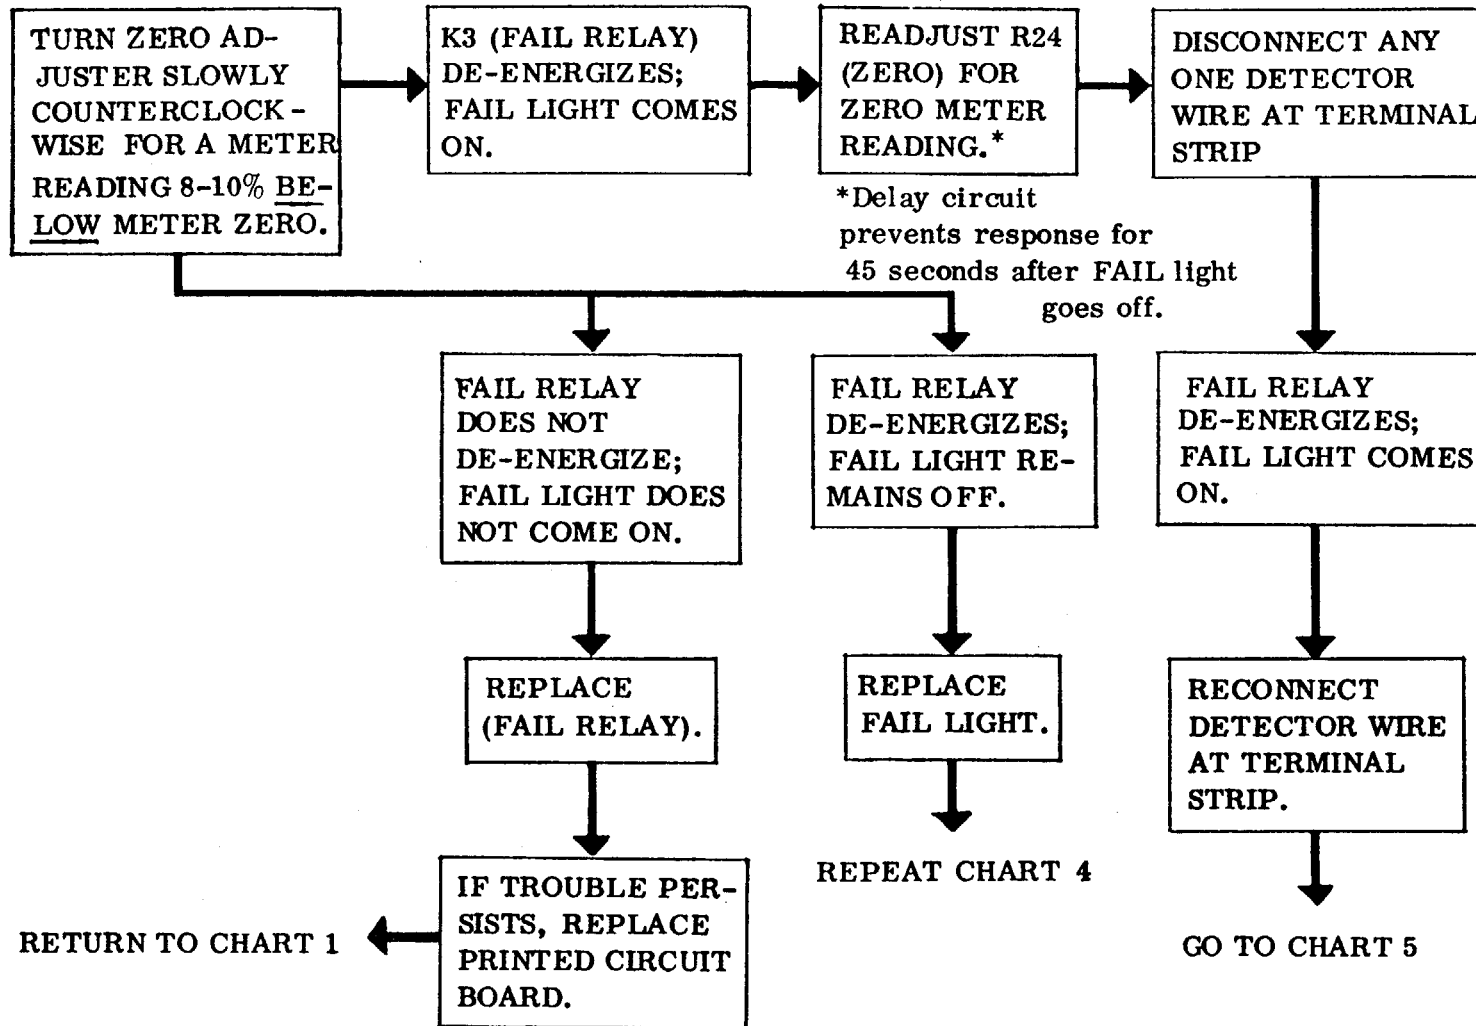 TURN ZERO AD-
JUSTER SLOWLY
COUNTERCLOCK-
WISE FOR A METER
READING 8-10% BE-
LOW METER ZERO.
K3 (FAIL RELAY)
DE-ENERGIZES;
FAIL LIGHT COMES
ON.
READJUST R24
(ZERO) FOR
ZERO METER
READING.*
*Delay circuit
prevents response for
45 seconds after FAIL light
goes off.
DISCONNECT ANY
ONE DETECTOR
WIRE AT TERMINAL
STRIP
FAIL RELAY
DOES NOT
DE-ENERGIZE;
FAIL LIGHT DOES
NOT COME ON.
FAIL RELAY
DE-ENERGIZES;
FAIL LIGHT RE-
MAINS OFF.
FAIL RELAY
DE-ENERGIZES;
FAIL LIGHT COMES
ON.
REPLACE
(FAIL RELAY).
REPLACE
FAIL LIGHT.
RECONNECT
DETECTOR WIRE
AT TERMINAL
STRIP.
IF TROUBLE PER-
SISTS, REPLACE
PRINTED CIRCUIT
BOARD.
RETURN TO CHART 1
REPEAT CHART 4
GO TO CHART 5